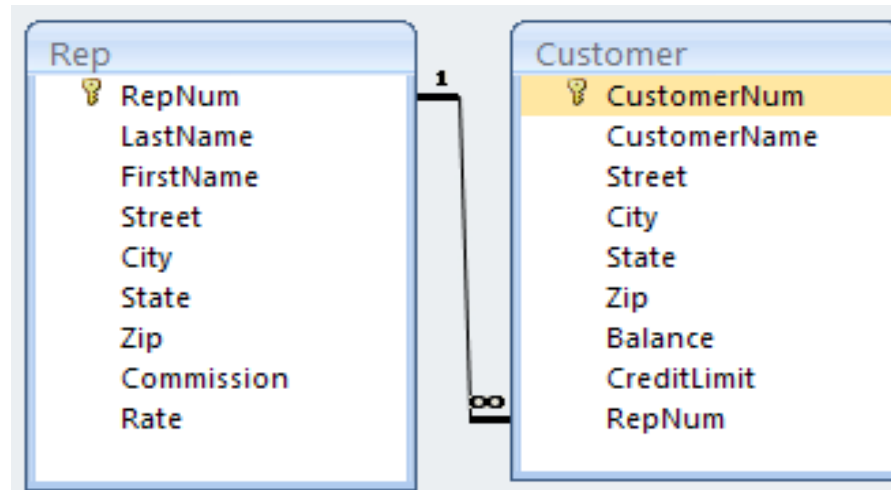 Rep
RepNum
LastName
FirstName
Street
City
State
Zip
Commission
Rate
1
∞
Customer
CustomerNum
CustomerName
Street
City
State
Zip
Balance
CreditLimit
RepNum